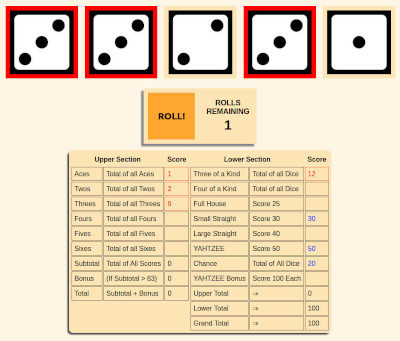 ROLL!
ROLLS
REMAINING
1
Upper Section Score Lower Section Score
Aces Total of all Aces 1 Three of a Kind Total of all Dice 12
Twos Total of all Twos 2 Four of a Kind Total of all Dice
Threes Total of all Threes 9 Full House Score 25
Fours Total of all Fours Small Straight Score 30 30
Fives Total of all Fives Large Straight Score 40
Sixes Total of all Sixes YAHTZEE Score 50 50
Subtotal Total of All Scores 0 Chance Total of All Dice 20
Bonus (If Subtotal > 63) 0 YAHTZEE Bonus Score 100 Each
Total Subtotal + Bonus 0 Upper Total ⇒ 0
Lower Total ⇒ 100
Grand Total ⇒ 100